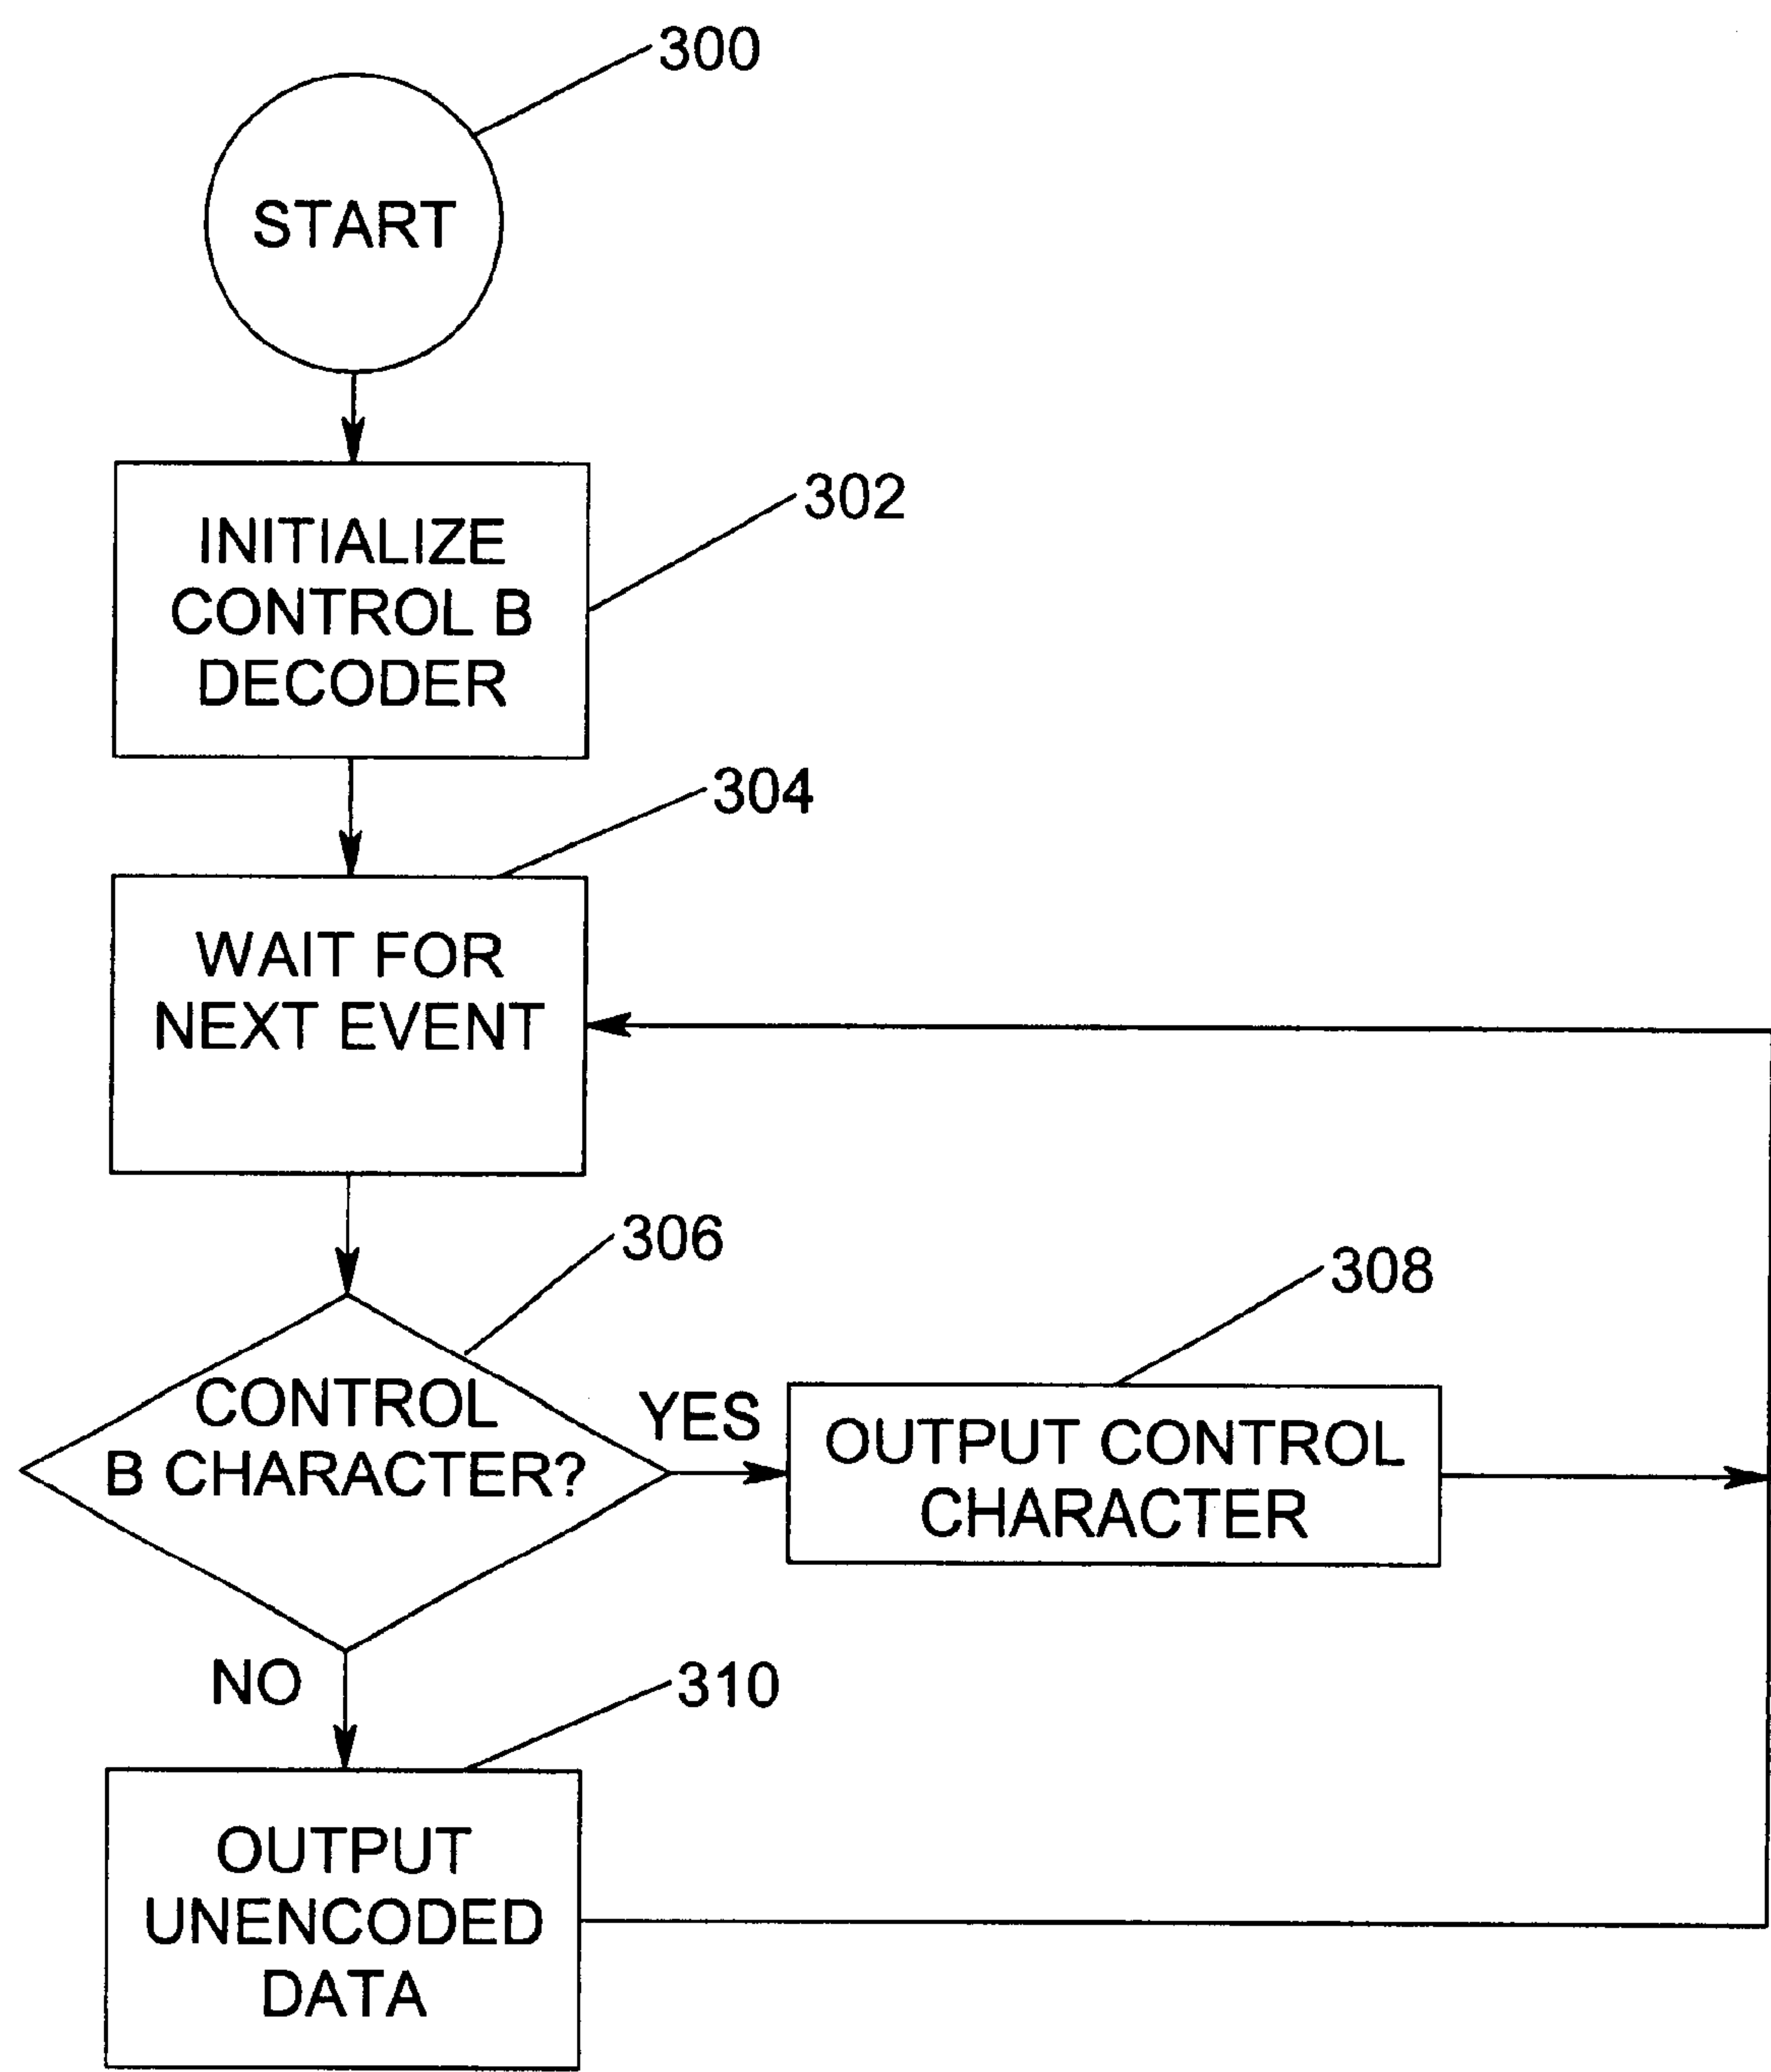 300
START
302
INITIALIZE
CONTROL B
DECODER
304
WAIT FOR
NEXT EVENT
306
308
CONTROL
B CHARACTER?
YES
OUTPUT CONTROL
CHARACTER
NO
310
OUTPUT
UNENCODED
DATA